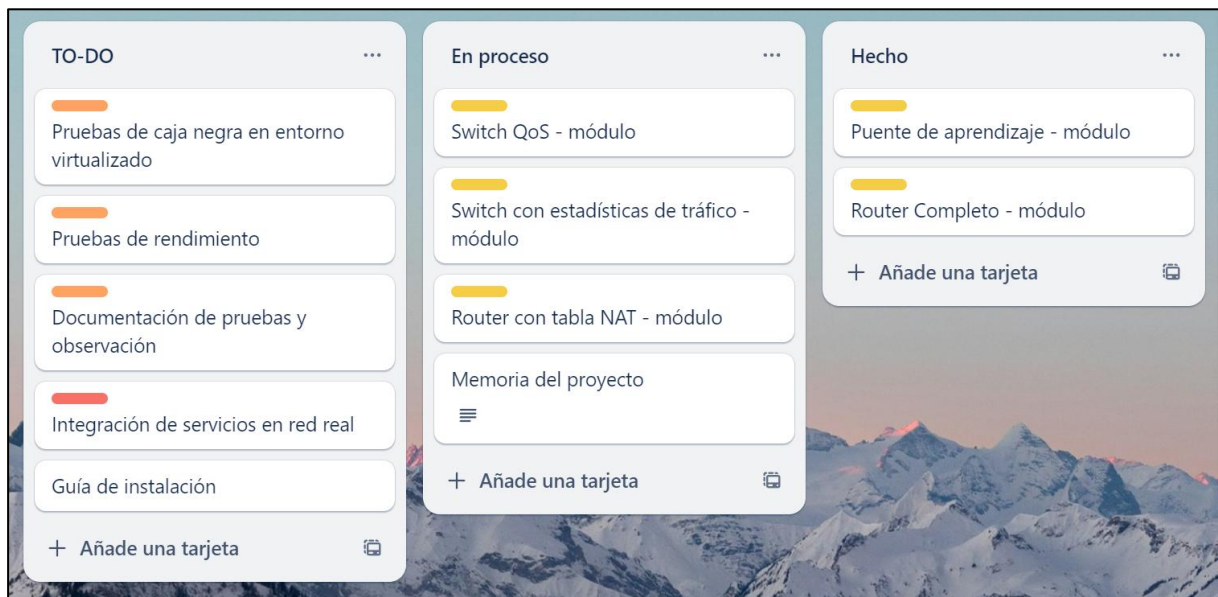 TO-DO
Pruebas de caja negra en entorno
virtualizado
Pruebas de rendimiento
Documentación de pruebas y
observación
Integración de servicios en red real
Guía de instalación
Añade una tarjeta
En proceso
Switch QoS - módulo
Switch con estadísticas de tráfico -
módulo
Router con tabla NAT - módulo
Memoria del proyecto
Añade una tarjeta
Hecho
Puente de aprendizaje - módulo
Router Completo - módulo
Añade una tarjeta